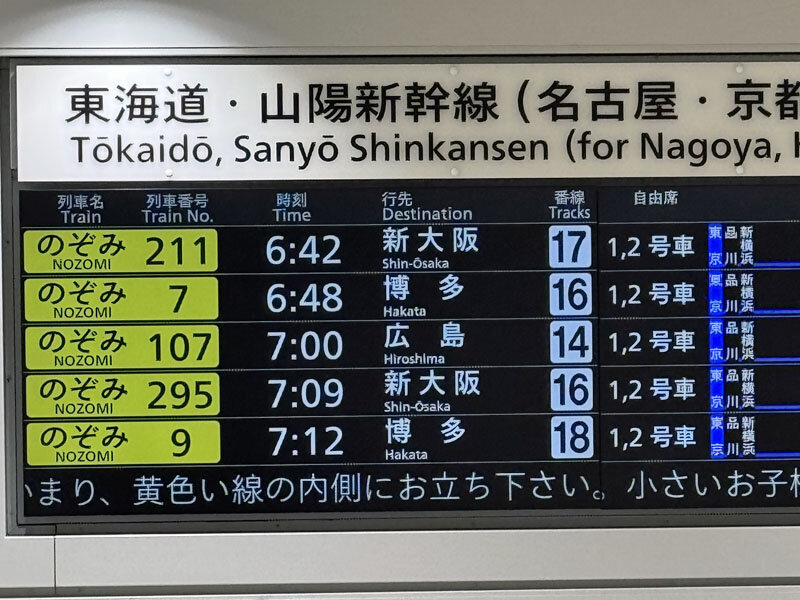 東海道・山陽新幹線(名古屋・京都
Tōkaidō, Sanyō Shinkansen (for Nagoya,
列車名 列車番号 時刻 行先 番線 自由席
Train Train No. Time Destination Tracks
のぞみ 211 6:42 新大阪 17 1,2 号車 東京 品川 新横浜
NOZOMI Shin-Ōsaka
のぞみ 7 6:48 博多 16 1,2 号車 東京 品川 新横浜
NOZOMI Hakata
のぞみ 107 7:00 広島 14 1,2 号車 東京 品川 新横浜
NOZOMI Hiroshima
のぞみ 295 7:09 新大阪 16 1,2 号車 東京 品川 新横浜
NOZOMI Shin-Ōsaka
のぞみ 9 7:12 博多 18 1,2 号車 東京 品川 新横浜
NOZOMI Hakata
まり、黄色い線の内側にお立ち下さい。小さいお子